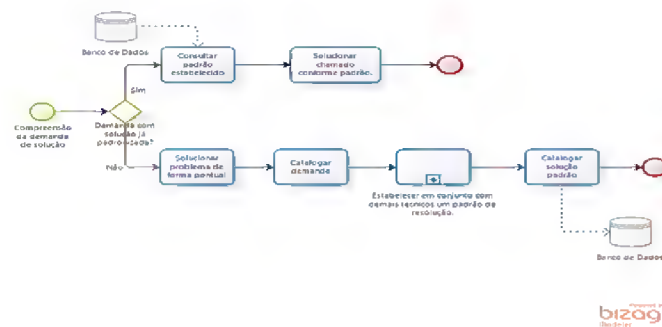 Banco de Dados
Consultar
padrão
estabelecido
Solucionar
chamado
conforme padrão.
Sim
Compreensão
da demanda
de solução
Demanda com
solução já
padronizada?
Não
Solucionar
problema de
forma pontual
Catalogar
demanda
Estabelecer em conjunto com
demais técnicos um padrão de
resolução.
Catalogar
solução
padrão
Banco de Dados
bizagi
Modeler